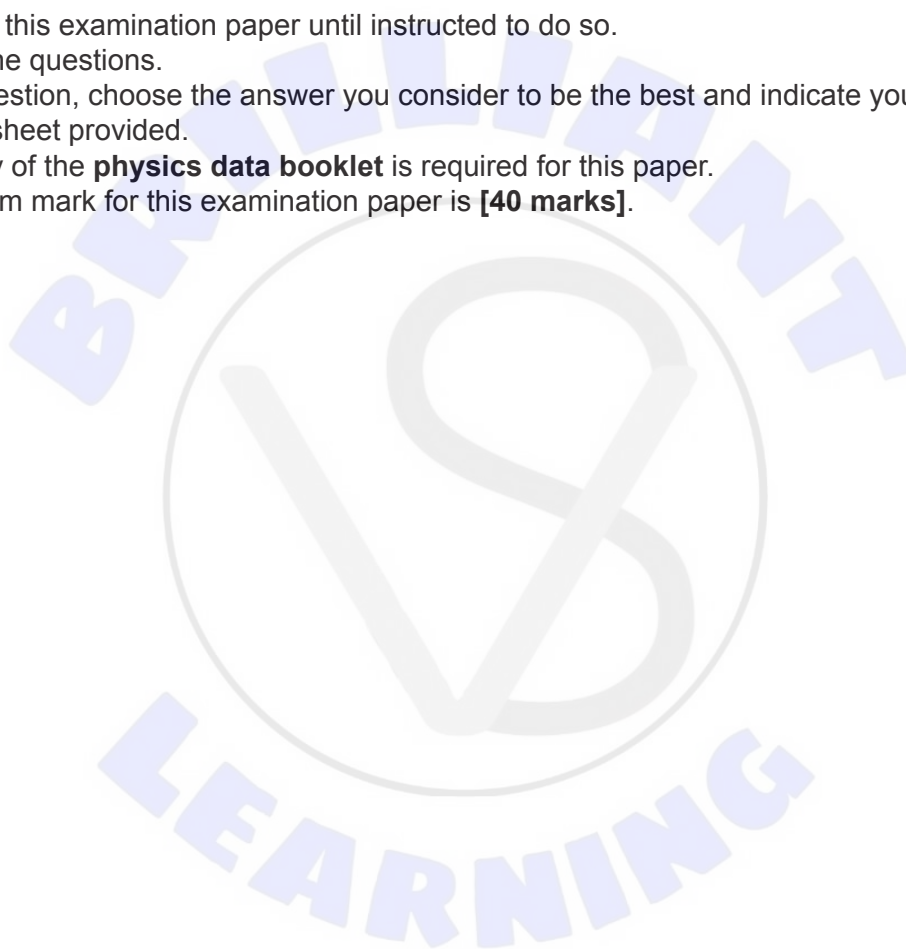 this examination paper until instructed to do so.
ne questions.
estion, choose the answer you consider to be the best and indicate you
sheet provided.
y of the physics data booklet is required for this paper.
m mark for this examination paper is [40 marks].
BRILLIANT
VS
LEARNING